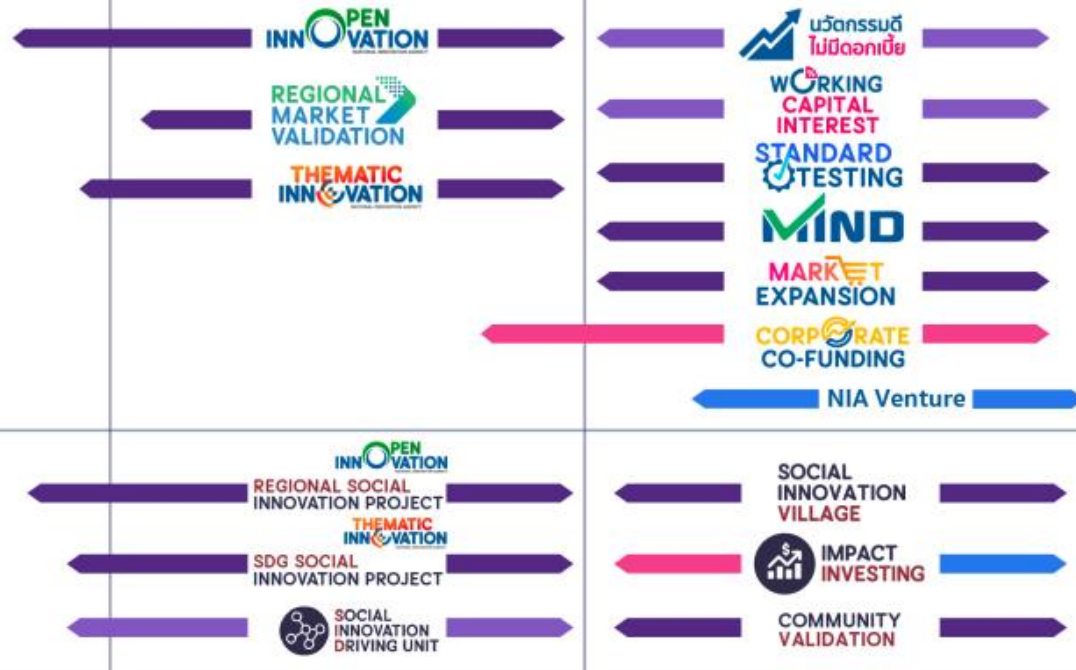 OPEN
INNOVATION
REGIONAL
MARKET
VALIDATION
THEMATIC
INNOVATION
นวัตกรรมดี
ไม่มีดอกเบี้ย
WORKING
CAPITAL
INTEREST
STANDARD
TESTING
MIND
MARKET
EXPANSION
CORPORATE
CO-FUNDING
NIA Venture
OPEN
INNOVATION
REGIONAL SOCIAL
INNOVATION PROJECT
THEMATIC
INNOVATION
SDG SOCIAL
INNOVATION PROJECT
SOCIAL
INNOVATION
DRIVING UNIT
SOCIAL
INNOVATION
VILLAGE
IMPACT
INVESTING
COMMUNITY
VALIDATION